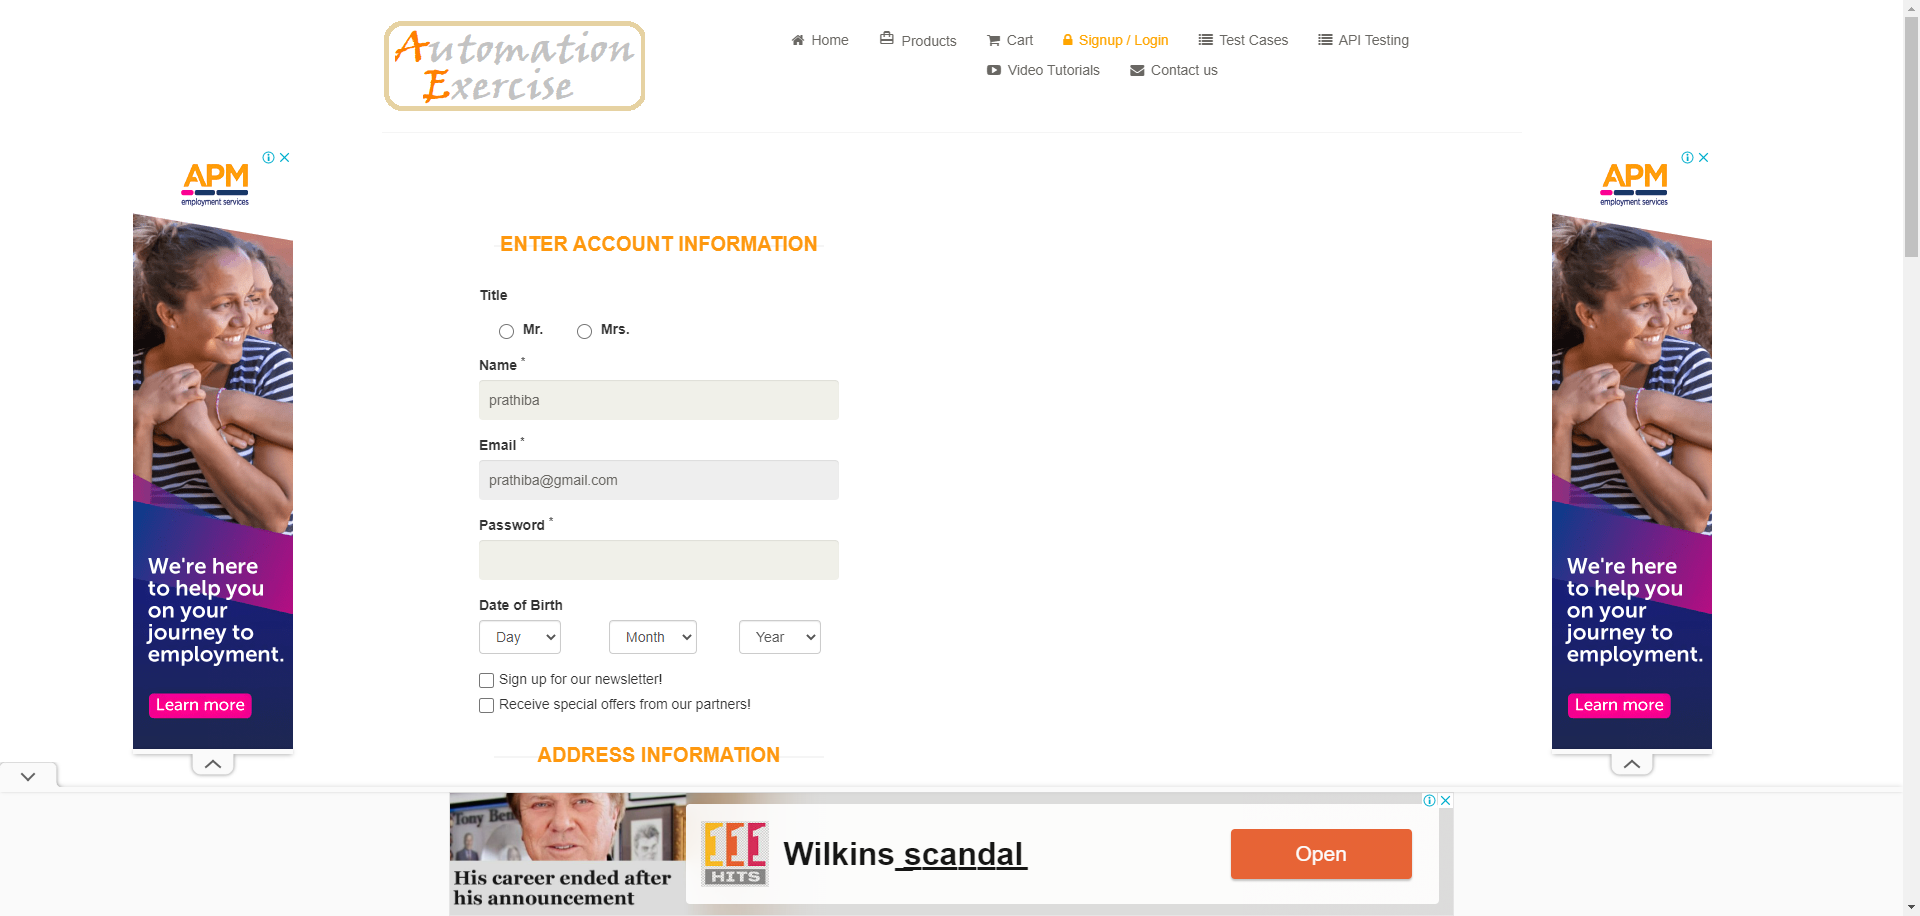 Automation
Exercise
Home
Products
Cart
Signup / Login
Test Cases
API Testing
Video Tutorials
Contact us
APM
employment services
We're here
to help you
on your
journey to
employment.
Learn more
ENTER ACCOUNT INFORMATION
Title
Mr.
Mrs.
Name *
prathiba
Email *
prathiba@gmail.com
Password *
Date of Birth
Day
Month
Year
Sign up for our newsletter!
Receive special offers from our partners!
ADDRESS INFORMATION
APM
employment services
We're here
to help you
on your
journey to
employment.
Learn more
Tony Ben
His career ended after
his announcement
111
HITS
Wilkins scandal
Open